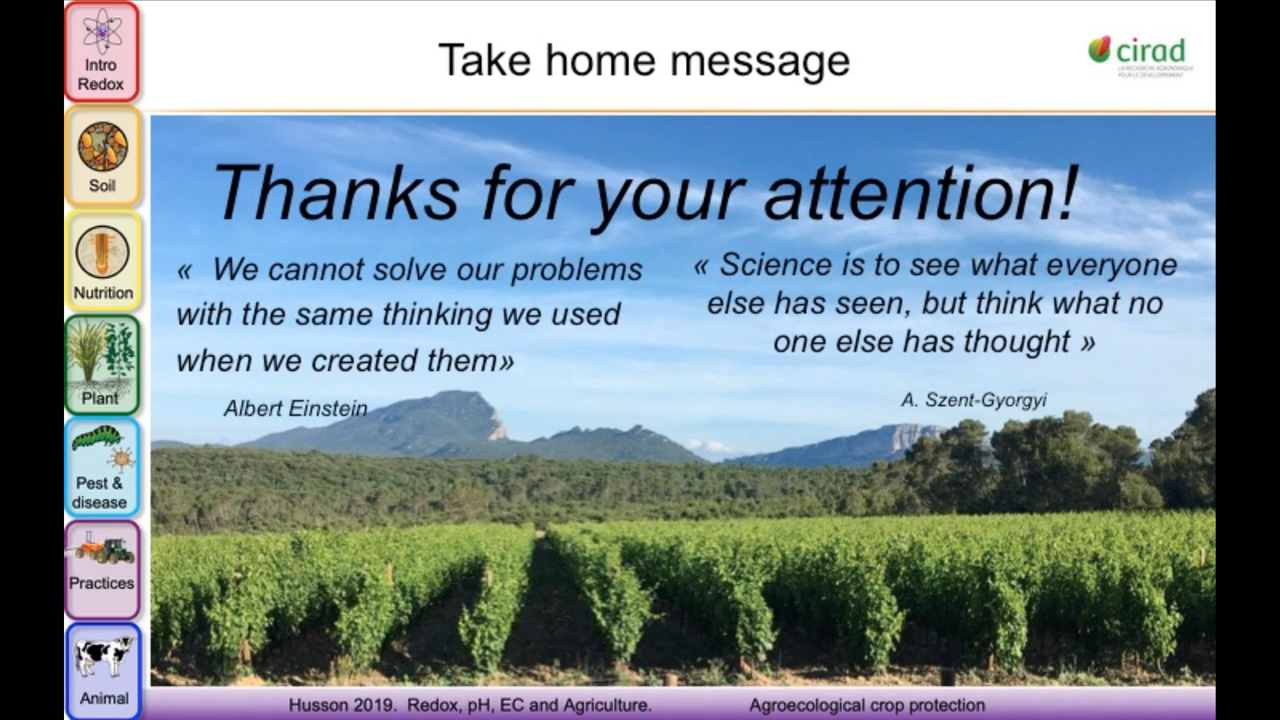 Take home message
cirad
LA RECHERCHE AGRONOMIQUE
POUR LE DÉVELOPPEMENT
Intro
Redox
Soil
Nutrition
Plant
Pest &
disease
Practices
Animal
Thanks for your attention!
«  We cannot solve our problems
with the same thinking we used
when we created them»
Albert Einstein
« Science is to see what everyone
else has seen, but think what no
one else has thought »
A. Szent-Gyorgyi
Husson 2019.  Redox, pH, EC and Agriculture.
Agroecological crop protection